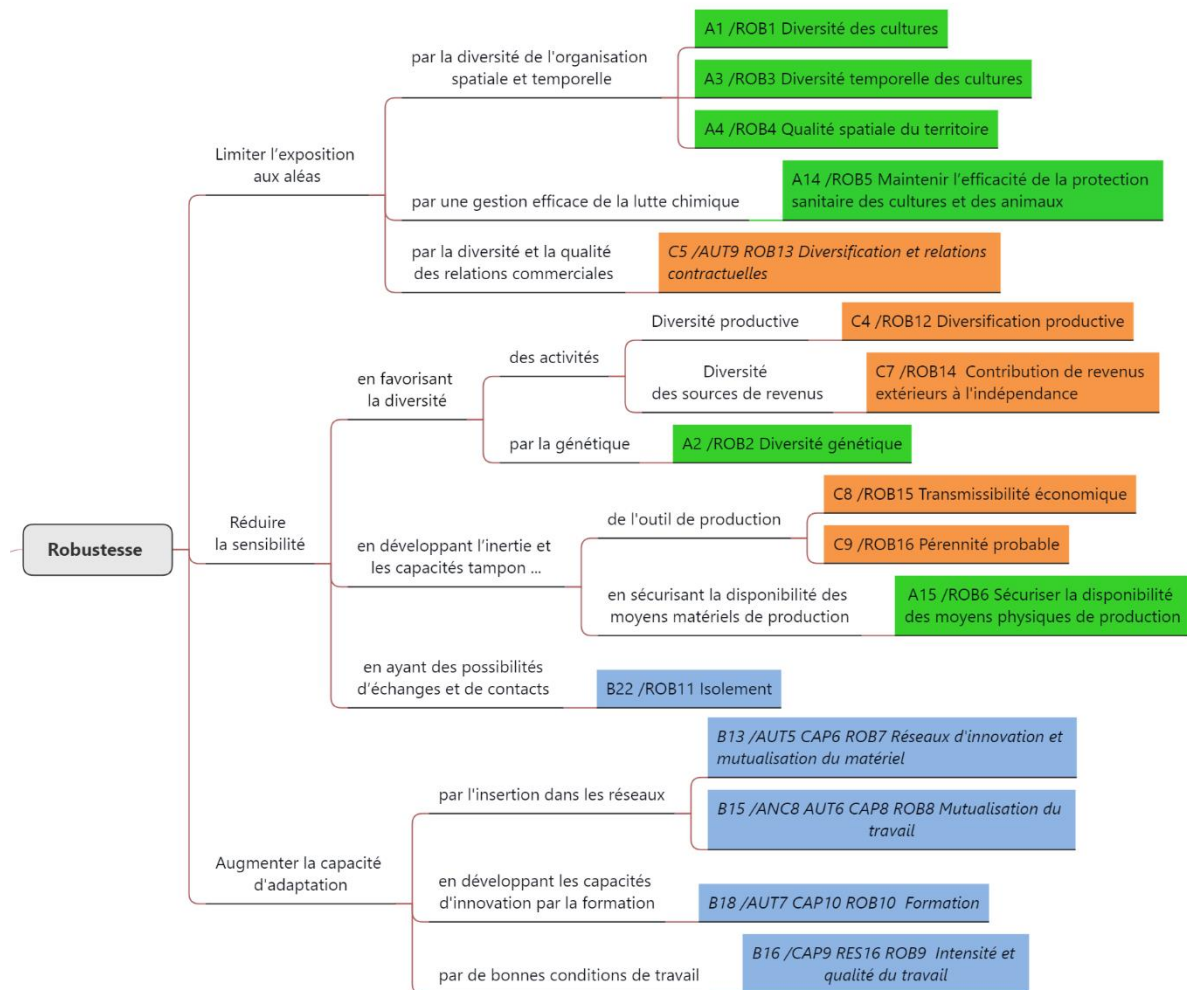 Robustesse
Limiter l’exposition
aux aléas
par la diversité de l'organisation
spatiale et temporelle
A1 /ROB1 Diversité des cultures
A3 /ROB3 Diversité temporelle des cultures
A4 /ROB4 Qualité spatiale du territoire
par une gestion efficace de la lutte chimique
A14 /ROB5 Maintenir l’efficacité de la protection
sanitaire des cultures et des animaux
par la diversité et la qualité
des relations commerciales
C5 /AUT9 ROB13 Diversification et relations
contractuelles
Réduire
la sensibilité
en favorisant
la diversité
des activités
Diversité productive
C4 /ROB12 Diversification productive
Diversité
des sources de revenus
C7 /ROB14 Contribution de revenus
extérieurs à l'indépendance
par la génétique
A2 /ROB2 Diversité génétique
en développant l’inertie et
les capacités tampon ...
de l'outil de production
C8 /ROB15 Transmissibilité économique
C9 /ROB16 Pérennité probable
en sécurisant la disponibilité des
moyens matériels de production
A15 /ROB6 Sécuriser la disponibilité
des moyens physiques de production
en ayant des possibilités
d’échanges et de contacts
B22 /ROB11 Isolement
Augmenter la capacité
d'adaptation
par l'insertion dans les réseaux
B13 /AUT5 CAP6 ROB7 Réseaux d'innovation et
mutualisation du matériel
B15 /ANC8 AUT6 CAP8 ROB8 Mutualisation du
travail
en développant les capacités
d'innovation par la formation
B18 /AUT7 CAP10 ROB10 Formation
par de bonnes conditions de travail
B16 /CAP9 RES16 ROB9 Intensité et
qualité du travail